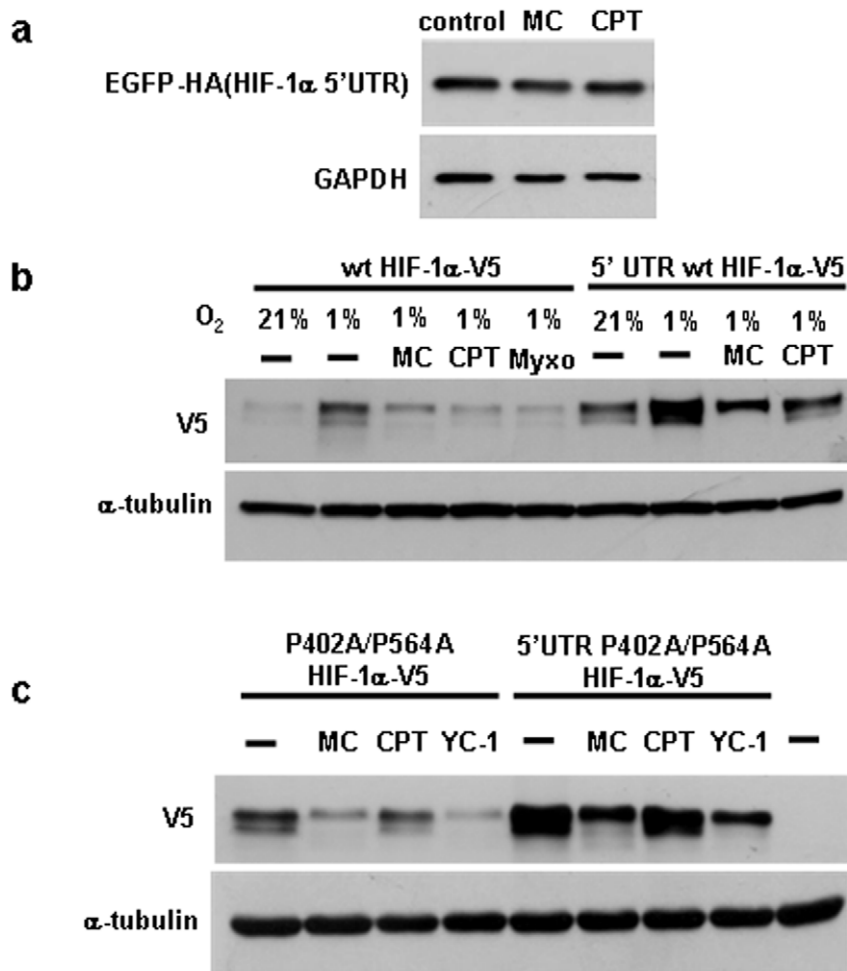 a
control MC CPT
EGFP-HA(HIF-1α 5'UTR)
GAPDH
b
wt HIF-1α-V5 5' UTR wt HIF-1α-V5
O₂ 21% 1% 1% 1% 1% 21% 1% 1% 1%
– – MC CPT Myxo – – MC CPT
V5
α-tubulin
c
P402A/P564A 5'UTR P402A/P564A
HIF-1α-V5 HIF-1α-V5
– MC CPT YC-1 – MC CPT YC-1 –
V5
α-tubulin